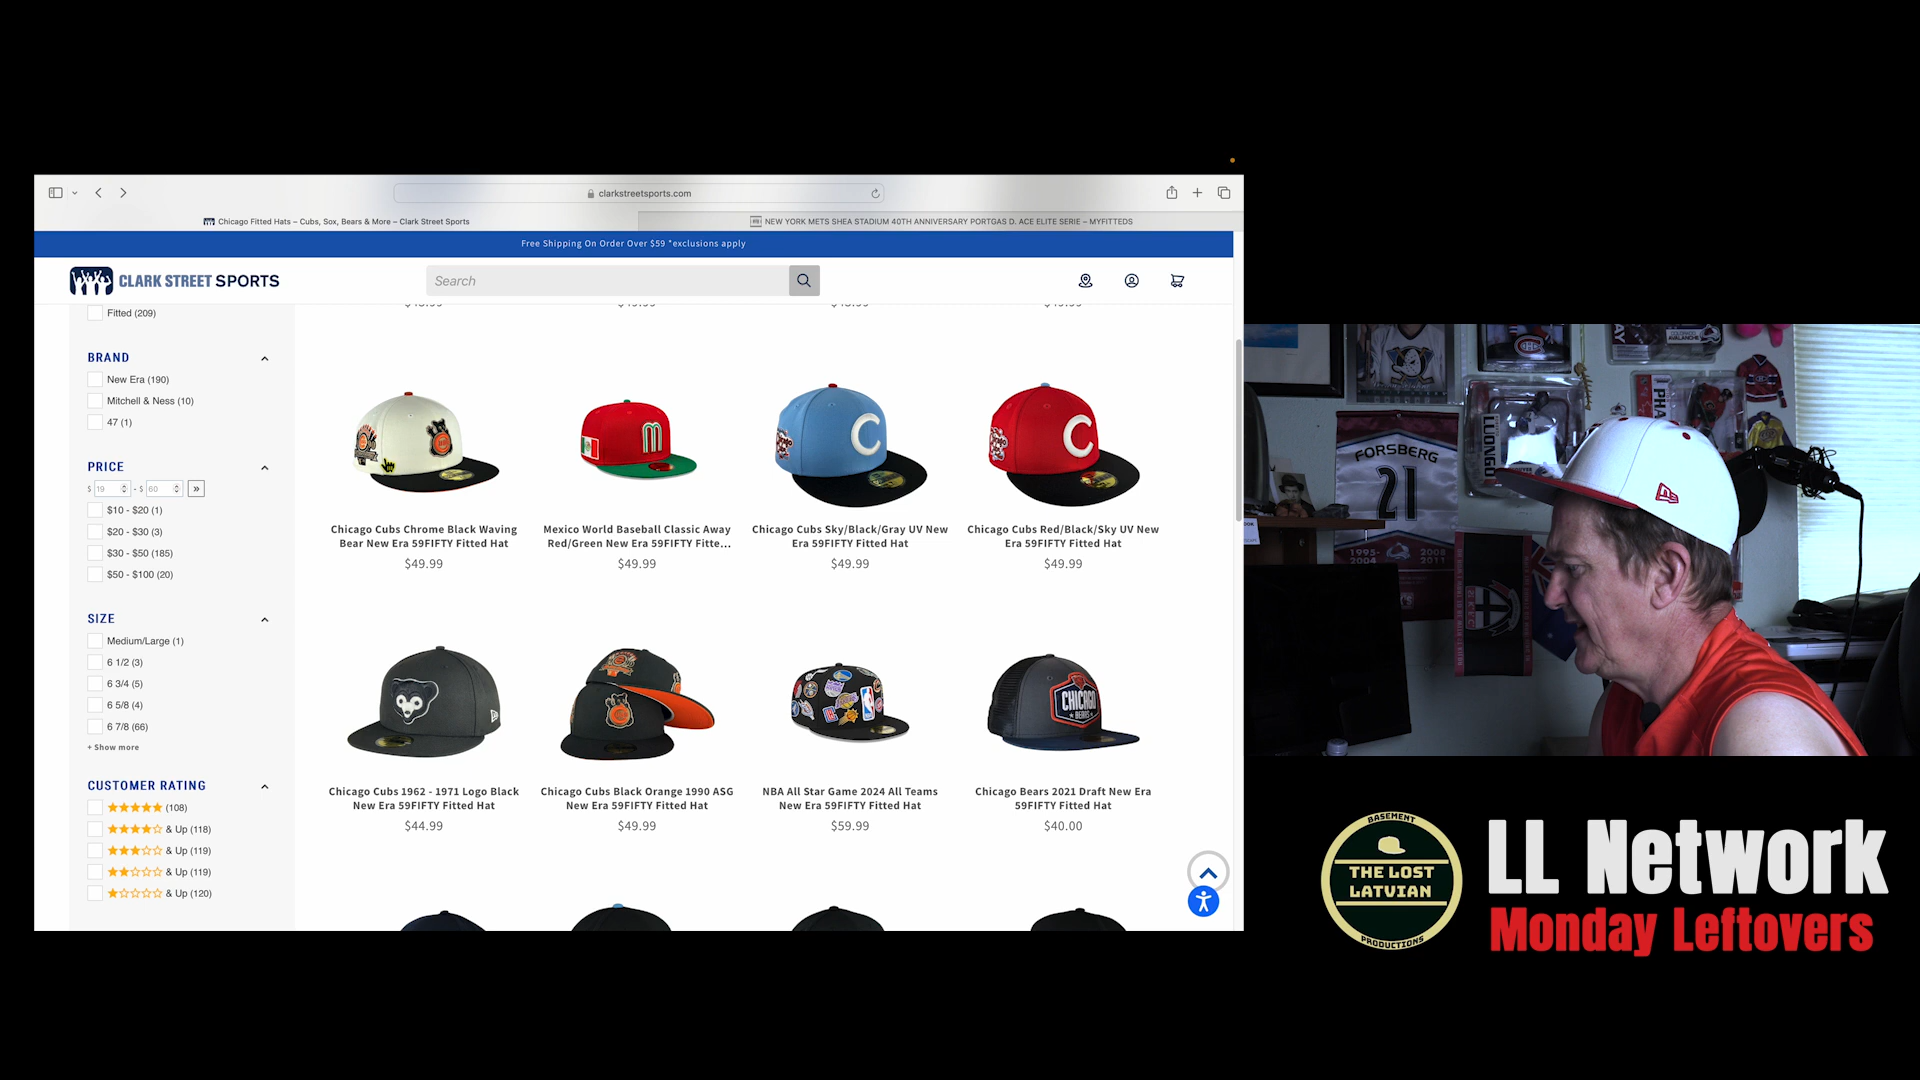 clarkstreetsports.com
Chicago Fitted Hats – Cubs, Sox, Bears & More – Clark Street Sports
NEW YORK METS SHEA STADIUM 40TH ANNIVERSARY PORTGAS D. ACE ELITE SERIE – MYFITTEDS
Free Shipping On Order Over $59 *exclusions apply
CLARK STREET SPORTS
Search
Fitted (209)
BRAND
New Era (190)
Mitchell & Ness (10)
47 (1)
PRICE
$ 19 - $ 60 »
$10 - $20 (1)
$20 - $30 (3)
$30 - $50 (185)
$50 - $100 (20)
SIZE
Medium/Large (1)
6 1/2 (3)
6 3/4 (5)
6 5/8 (4)
6 7/8 (66)
+ Show more
CUSTOMER RATING
(108)
& Up (118)
& Up (119)
& Up (119)
& Up (120)
Chicago Cubs Chrome Black Waving
Bear New Era 59FIFTY Fitted Hat
$49.99
Mexico World Baseball Classic Away
Red/Green New Era 59FIFTY Fitte...
$49.99
Chicago Cubs Sky/Black/Gray UV New
Era 59FIFTY Fitted Hat
$49.99
Chicago Cubs Red/Black/Sky UV New
Era 59FIFTY Fitted Hat
$49.99
Chicago Cubs 1962 - 1971 Logo Black
New Era 59FIFTY Fitted Hat
$44.99
Chicago Cubs Black Orange 1990 ASG
New Era 59FIFTY Fitted Hat
$49.99
NBA All Star Game 2024 All Teams
New Era 59FIFTY Fitted Hat
$59.99
CHICAGO
BEARS
Chicago Bears 2021 Draft New Era
59FIFTY Fitted Hat
$40.00
FORSBERG
21
1995-
2004
2008
2011
LUONGO
BASEMENT
THE LOST
LATVIAN
PRODUCTIONS
LL Network
Monday Leftovers